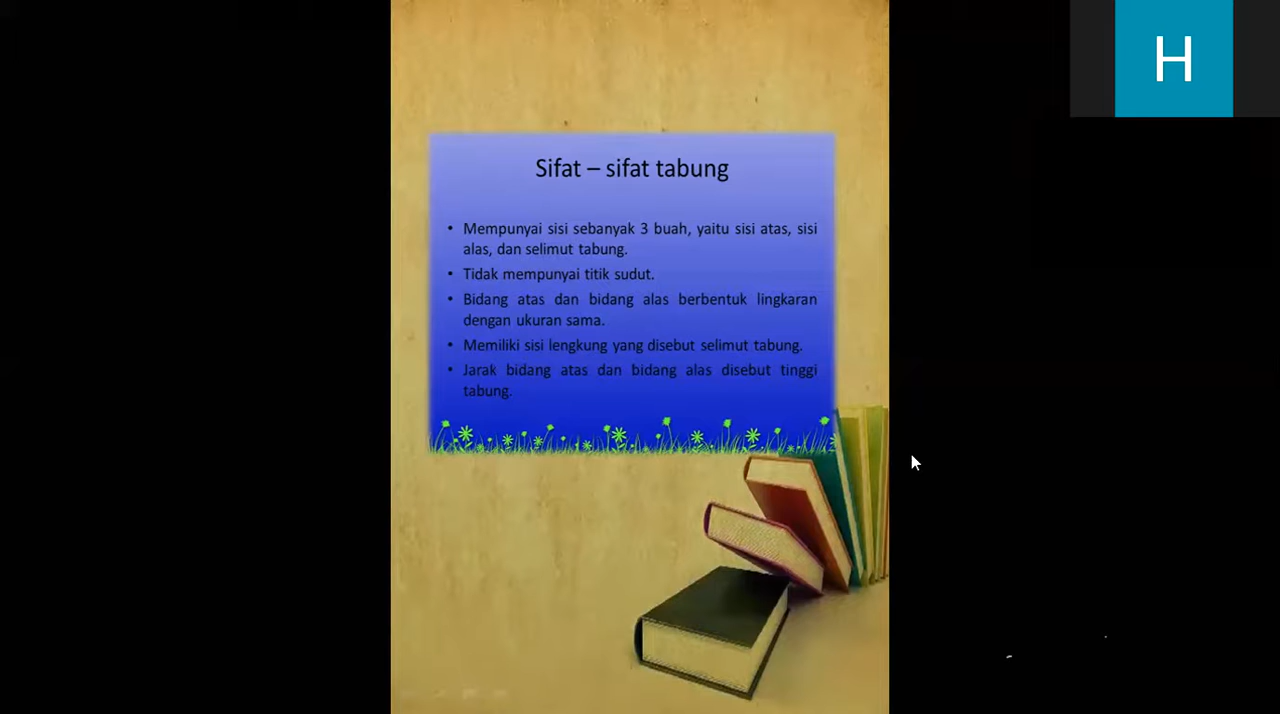 H
Sifat – sifat tabung
• Mempunyai sisi sebanyak 3 buah, yaitu sisi atas, sisi
alas, dan selimut tabung.
• Tidak mempunyai titik sudut.
• Bidang atas dan bidang alas berbentuk lingkaran
dengan ukuran sama.
• Memiliki sisi lengkung yang disebut selimut tabung.
• Jarak bidang atas dan bidang alas disebut tinggi
tabung.